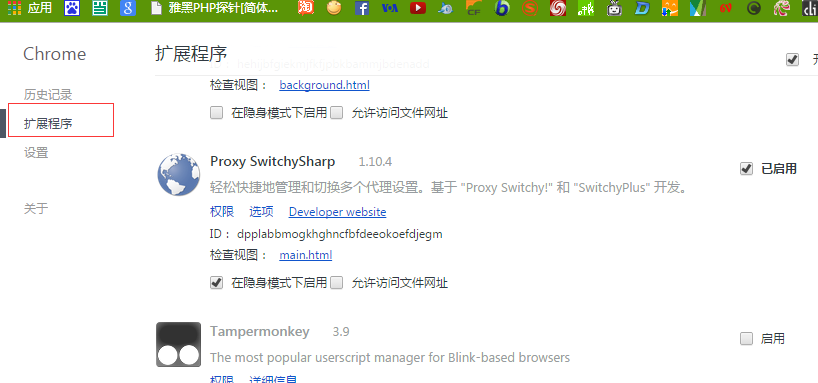 应用 雅黑PHP探针[简体…
Chrome
扩展程序
历史记录
扩展程序
设置
关于
检查视图： background.html
在隐身模式下启用 允许访问文件网址
Proxy SwitchySharp 1.10.4
已启用
轻松快捷地管理和切换多个代理设置。基于 "Proxy Switchy!" 和 "SwitchyPlus" 开发。
权限 选项 Developer website
ID： dpplabbmogkhghncfbfdeeokoefdjegm
检查视图： main.html
在隐身模式下启用 允许访问文件网址
Tampermonkey 3.9
启用
The most popular userscript manager for Blink-based browsers
权限 详细信息